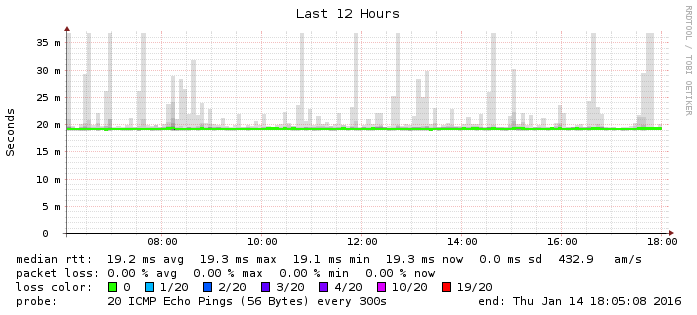 Last 12 Hours
RRDTOOL / TOBI OETIKER
Seconds
35 m
30 m
25 m
20 m
15 m
10 m
5 m
0
08:00 10:00 12:00 14:00 16:00 18:00
median rtt: 19.2 ms avg 19.3 ms max 19.1 ms min 19.3 ms now 0.0 ms sd 432.9 am/s
packet loss: 0.00 % avg 0.00 % max 0.00 % min 0.00 % now
loss color: 0 1/20 2/20 3/20 4/20 10/20 19/20
probe: 20 ICMP Echo Pings (56 Bytes) every 300s end: Thu Jan 14 18:05:08 2016